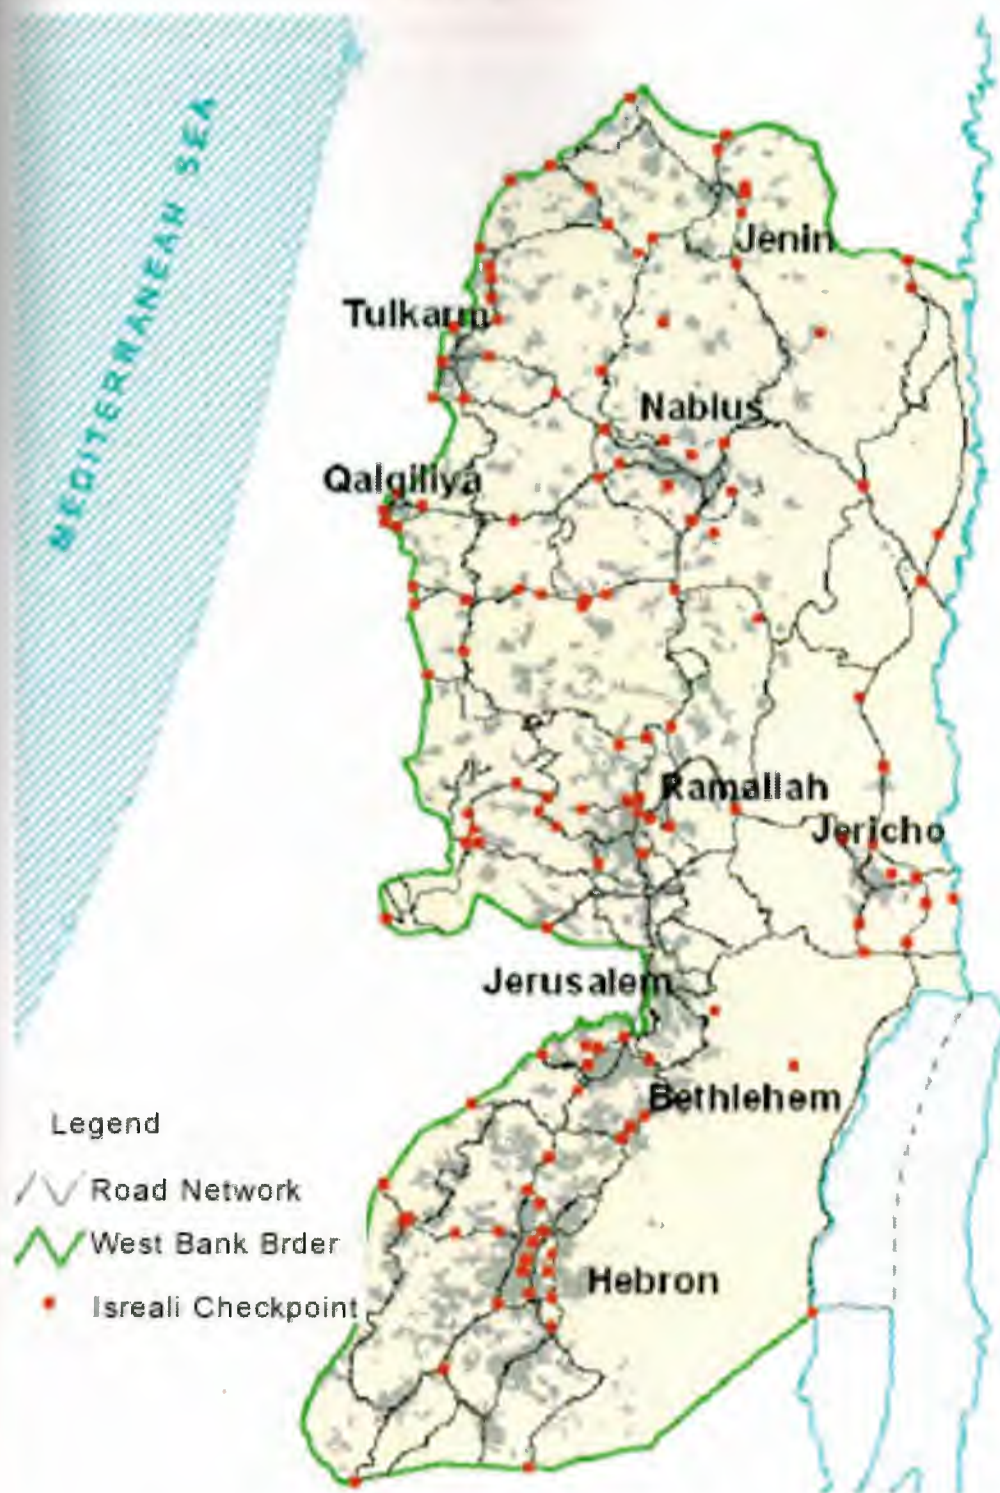 MEDITERRANEAN SEA
Jenin
Tulkarm
Nablus
Qalqiliya
Ramallah
Jericho
Jerusalem
Bethlehem
Hebron
Legend
Road Network
West Bank Brder
Isreali Checkpoint